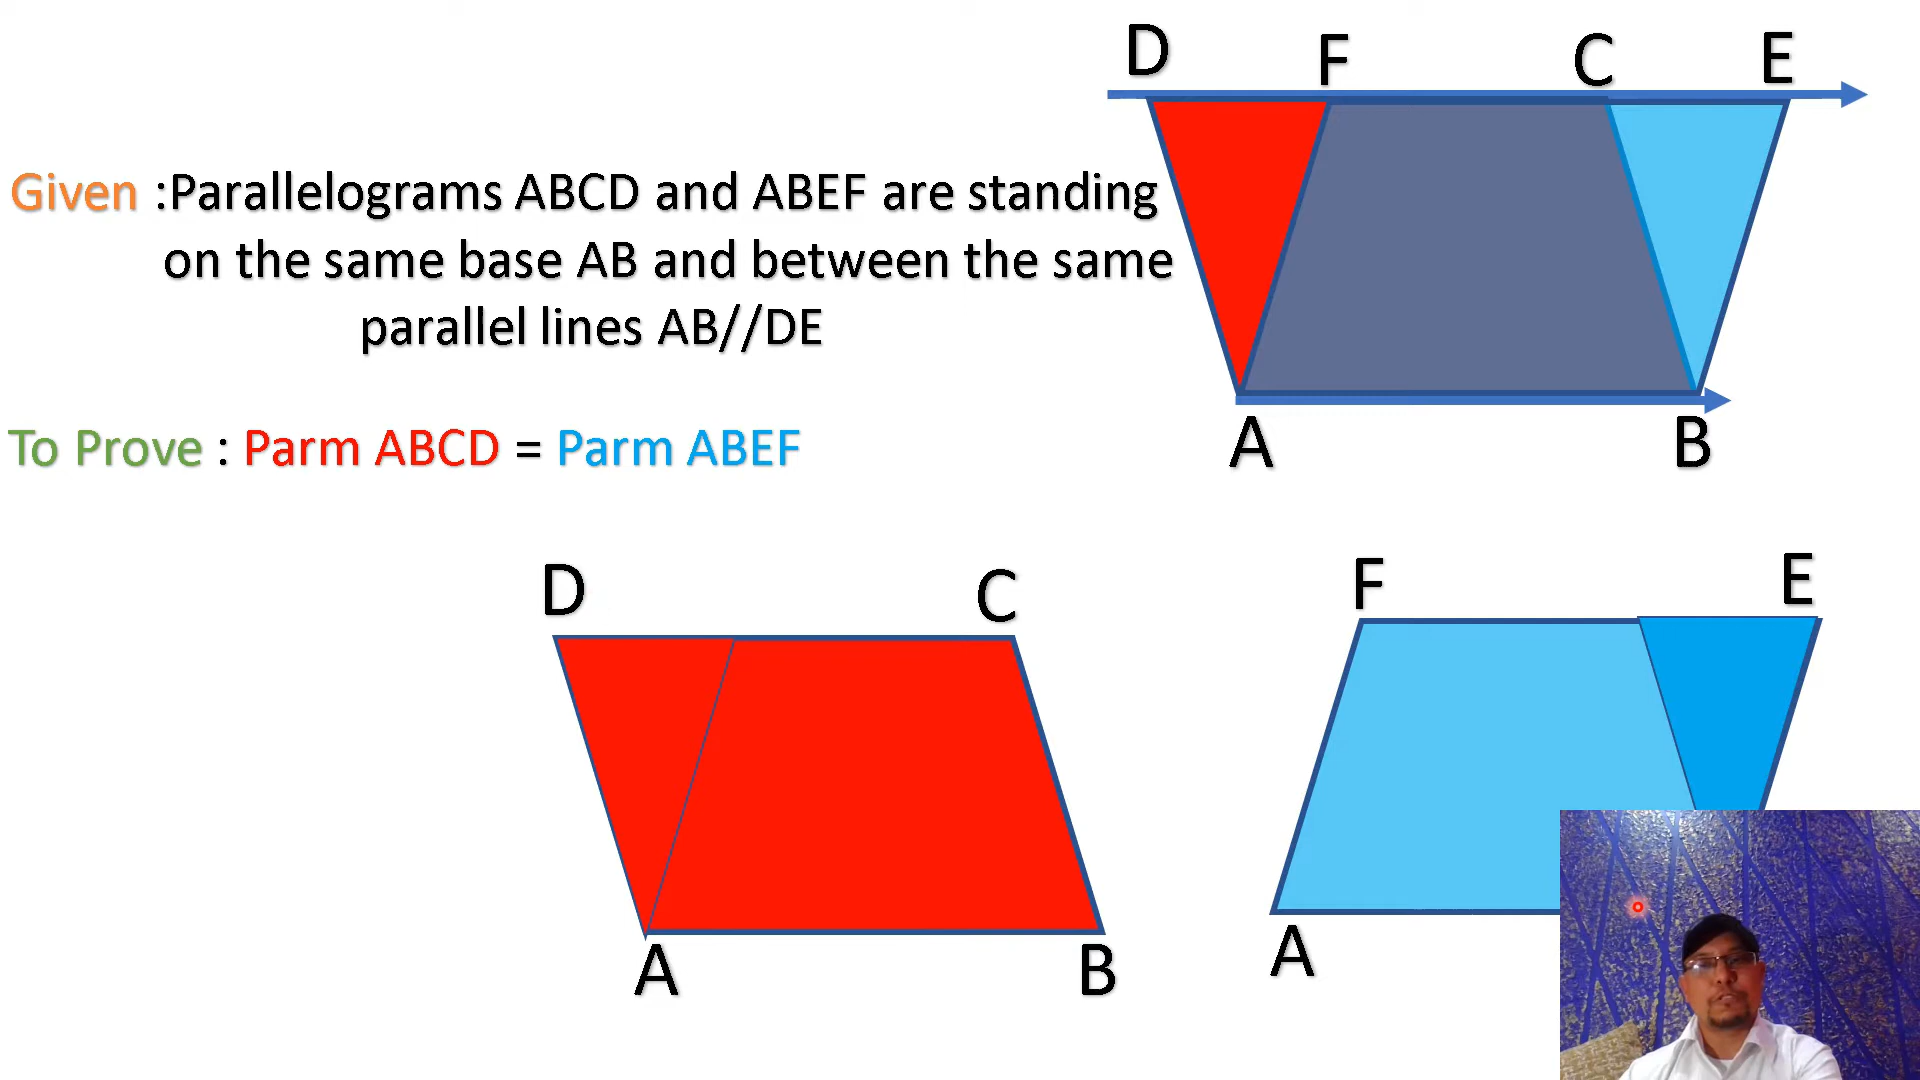 D F C E
Given :Parallelograms ABCD and ABEF are standing
on the same base AB and between the same
parallel lines AB//DE
A B
To Prove : Parm ABCD = Parm ABEF
D C
F E
A B
A